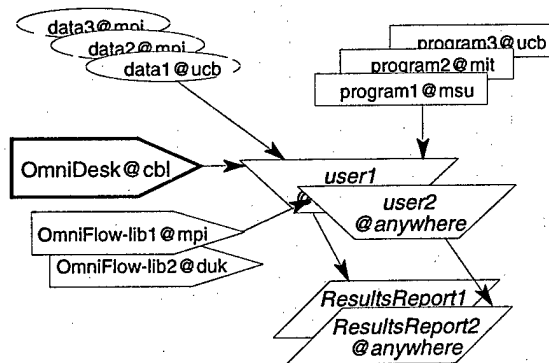 data3@mpi
data2@mpi
data1@ucb
program3@ucb
program2@mit
program1@msu
OmniDesk@cbl
user1
@
user2
@anywhere
OmniFlow-lib1@mpi
OmniFlow-lib2@duk
ResultsReport1
ResultsReport2
@anywhere